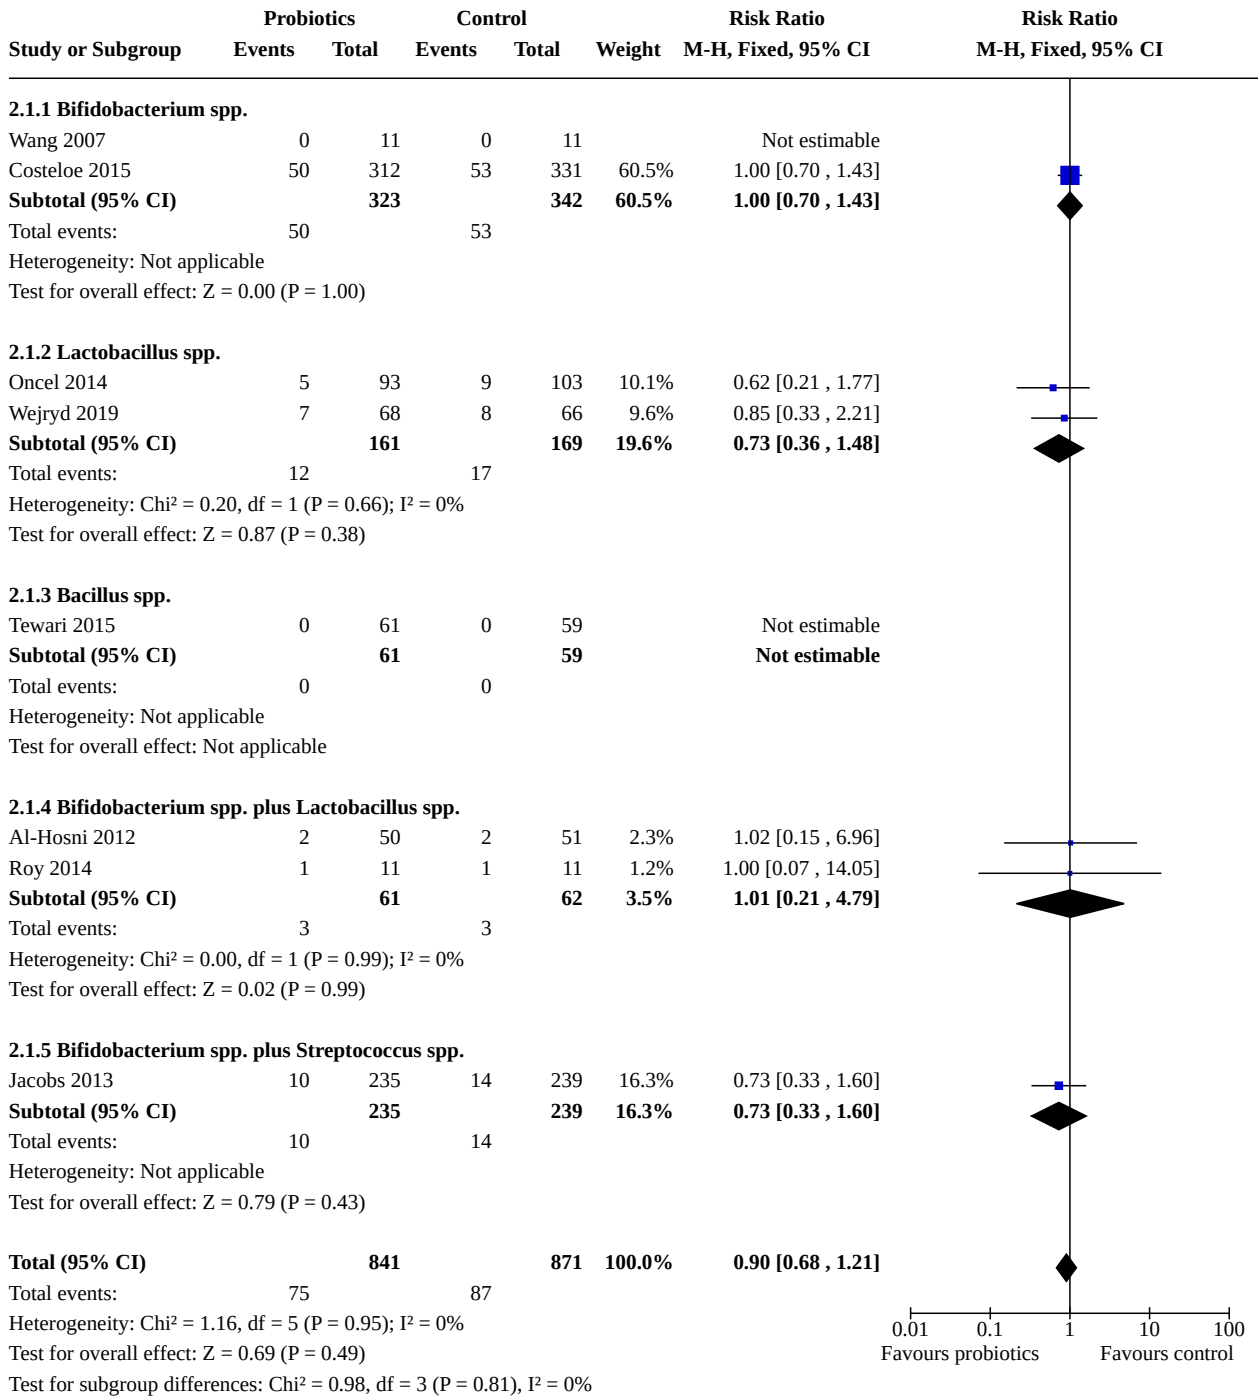 Probiotics Control Risk Ratio Risk Ratio
Study or Subgroup Events Total Events Total Weight M-H, Fixed, 95% CI M-H, Fixed, 95% CI
2.1.1 Bifidobacterium spp.
Wang 2007 0 11 0 11 Not estimable
Costeloe 2015 50 312 53 331 60.5% 1.00 [0.70 , 1.43]
Subtotal (95% CI) 323 342 60.5% 1.00 [0.70 , 1.43]
Total events: 50 53
Heterogeneity: Not applicable
Test for overall effect: Z = 0.00 (P = 1.00)
2.1.2 Lactobacillus spp.
Oncel 2014 5 93 9 103 10.1% 0.62 [0.21 , 1.77]
Wejryd 2019 7 68 8 66 9.6% 0.85 [0.33 , 2.21]
Subtotal (95% CI) 161 169 19.6% 0.73 [0.36 , 1.48]
Total events: 12 17
Heterogeneity: Chi² = 0.20, df = 1 (P = 0.66); I² = 0%
Test for overall effect: Z = 0.87 (P = 0.38)
2.1.3 Bacillus spp.
Tewari 2015 0 61 0 59 Not estimable
Subtotal (95% CI) 61 59 Not estimable
Total events: 0 0
Heterogeneity: Not applicable
Test for overall effect: Not applicable
2.1.4 Bifidobacterium spp. plus Lactobacillus spp.
Al-Hosni 2012 2 50 2 51 2.3% 1.02 [0.15 , 6.96]
Roy 2014 1 11 1 11 1.2% 1.00 [0.07 , 14.05]
Subtotal (95% CI) 61 62 3.5% 1.01 [0.21 , 4.79]
Total events: 3 3
Heterogeneity: Chi² = 0.00, df = 1 (P = 0.99); I² = 0%
Test for overall effect: Z = 0.02 (P = 0.99)
2.1.5 Bifidobacterium spp. plus Streptococcus spp.
Jacobs 2013 10 235 14 239 16.3% 0.73 [0.33 , 1.60]
Subtotal (95% CI) 235 239 16.3% 0.73 [0.33 , 1.60]
Total events: 10 14
Heterogeneity: Not applicable
Test for overall effect: Z = 0.79 (P = 0.43)
Total (95% CI) 841 871 100.0% 0.90 [0.68 , 1.21]
Total events: 75 87
Heterogeneity: Chi² = 1.16, df = 5 (P = 0.95); I² = 0%
0.01 0.1 1 10 100
Test for overall effect: Z = 0.69 (P = 0.49) Favours probiotics Favours control
Test for subgroup differences: Chi² = 0.98, df = 3 (P = 0.81), I² = 0%